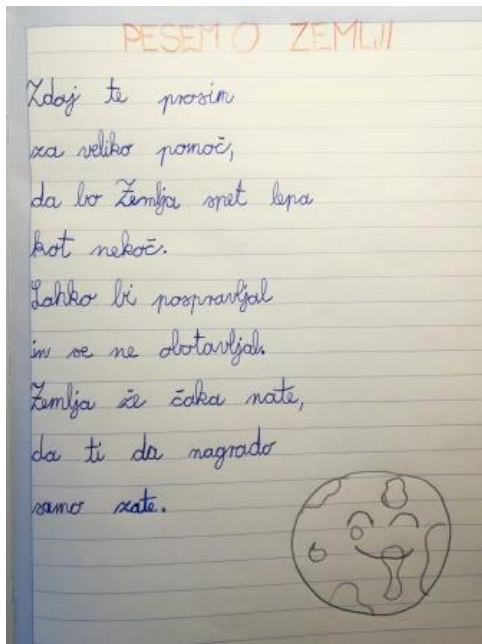 PESEM O ZEMLJI
Zdaj te prosim
za veliko pomoč,
da bo Zemlja spet lepa
kot nekoč.
Lahko bi pospravljal
in se ne obotavljal.
Zemlja že čaka nate,
da ti da nagrado
samo zate.